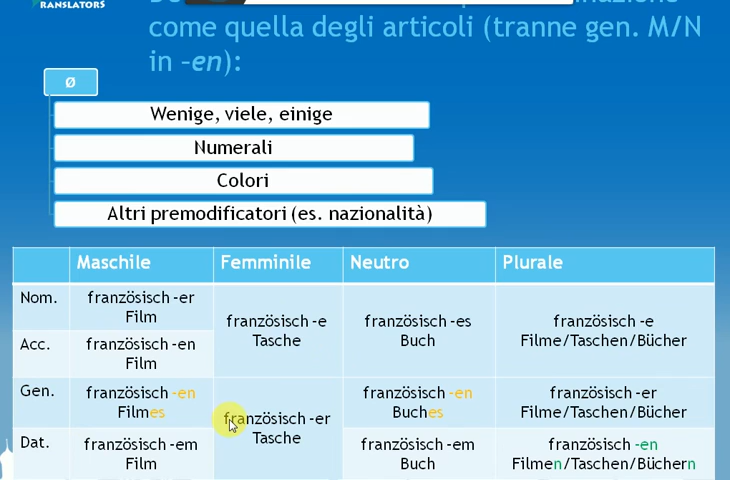 RANSLATORS
come quella degli articoli (tranne gen. M/N
in –en):
Ø
Wenige, viele, einige
Numerali
Colori
Altri premodificatori (es. nazionalità)
Maschile Femminile Neutro Plurale
Nom. französisch -er
Film
französisch -e
Tasche
französisch -es
Buch
französisch -e
Filme/Taschen/Bücher
Acc. französisch -en
Film
Gen. französisch -en
Filmes
französisch -er
Tasche
französisch -en
Buches
französisch -er
Filme/Taschen/Bücher
Dat. französisch -em
Film
französisch -em
Buch
französisch -en
Filmen/Taschen/Büchern